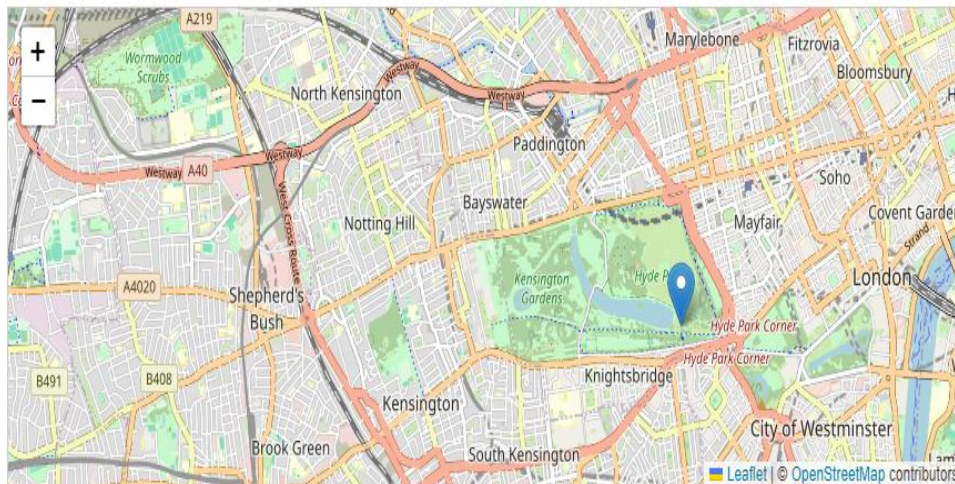 A219
Marylebone
Fitzrovia
+
Wormwood
Scrubs
Westway
Bloomsbury
−
North Kensington
Westway
Paddington
Westway
Westway
A40
Soho
West Cross Route
Bayswater
Notting Hill
Mayfair
Covent Garden
Strand
Kensington
Gardens
London
A4020
Shepherd's
Bush
Hyde Park Corner
Hyde Park Corner
B491
B408
Knightsbridge
Kensington
City of Westminster
Brook Green
South Kensington
Leaflet | © OpenStreetMap contributors